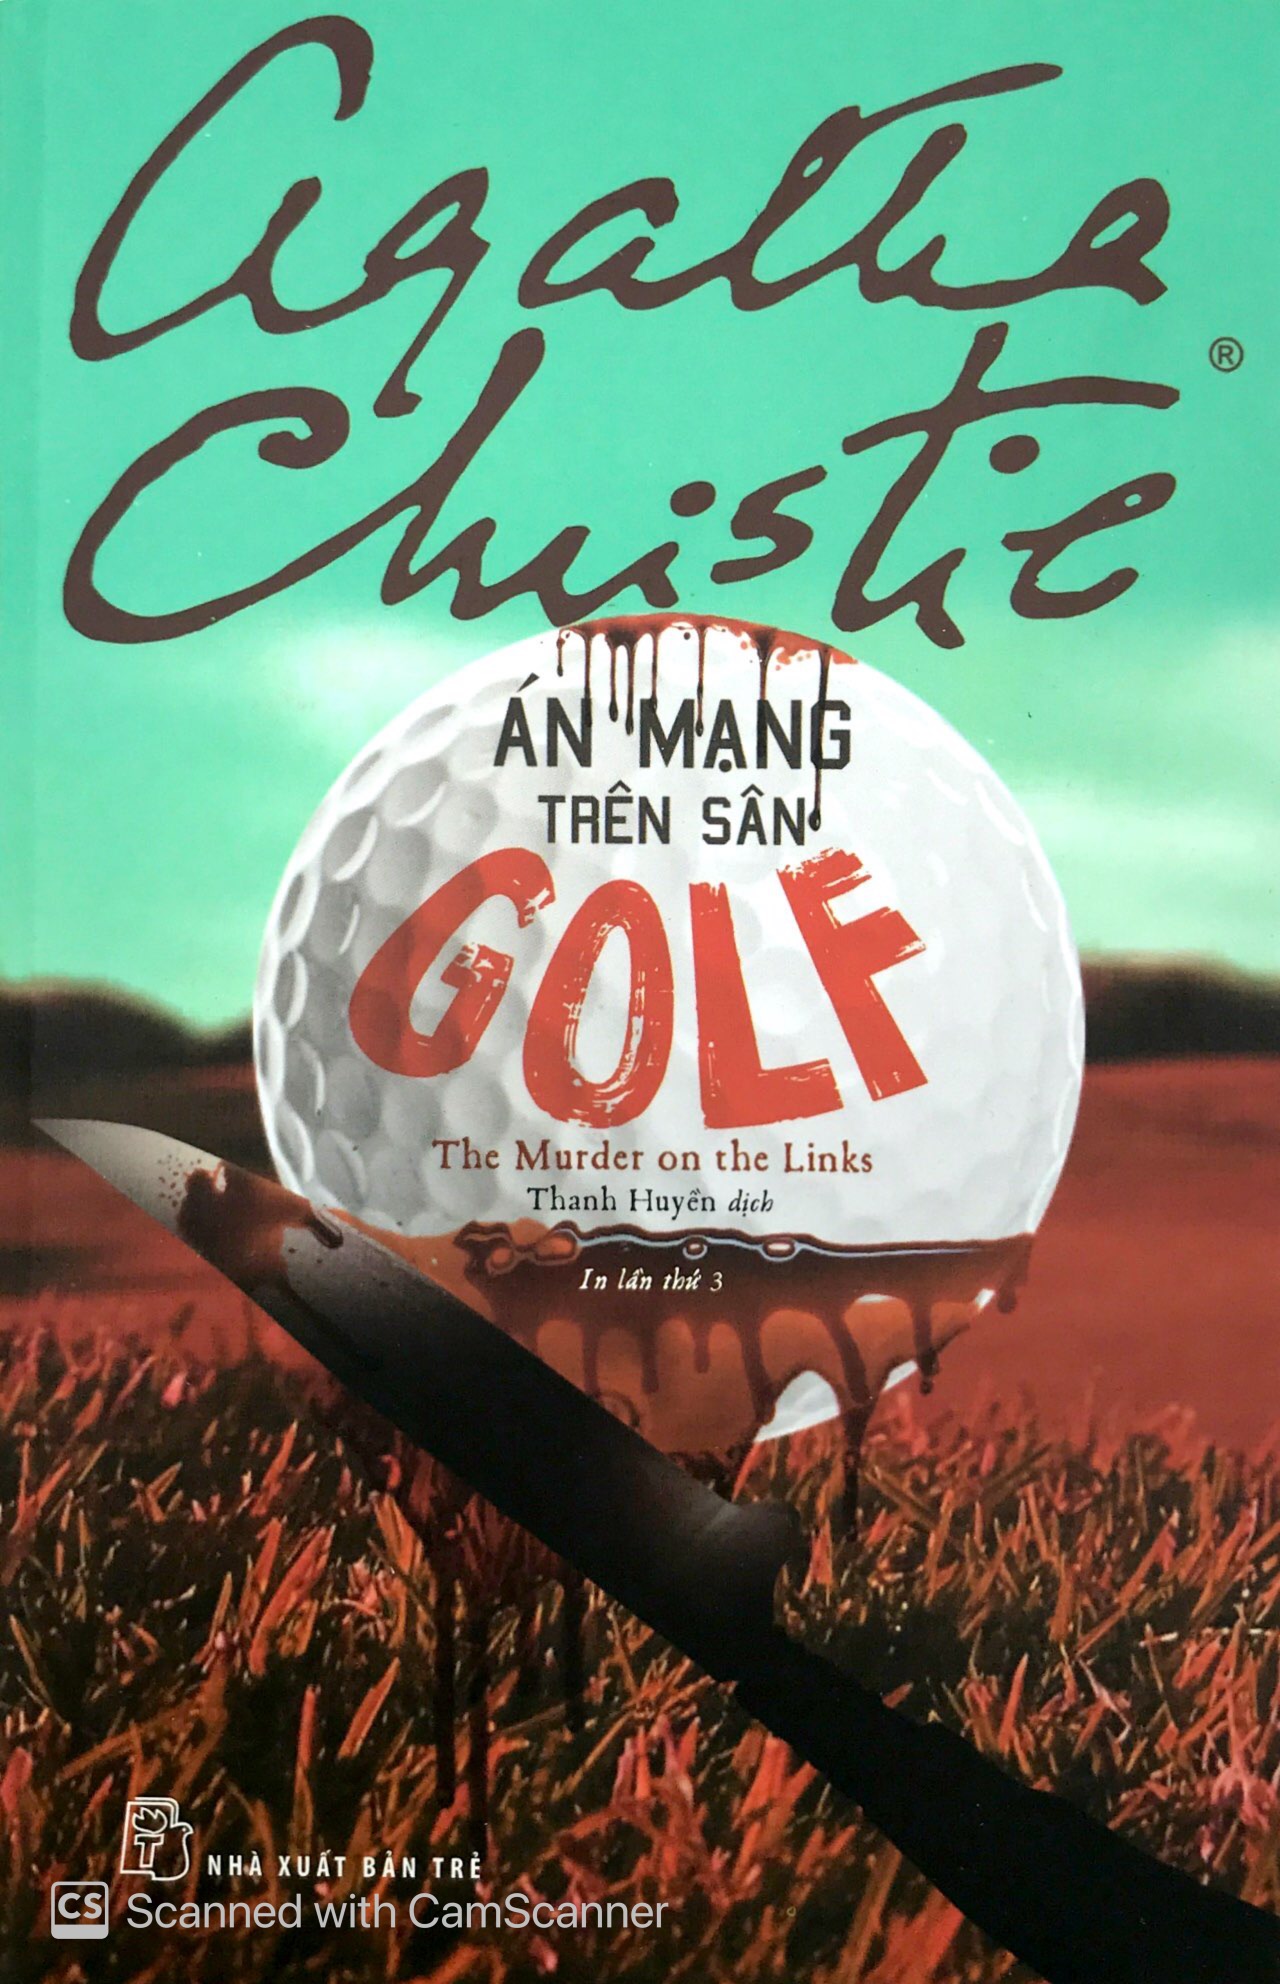 Agatha
Christie®
ÁN MẠNG
TRÊN SÂN
GOLF
The Murder on the Links
Thanh Huyền dịch
In lần thứ 3
T
NHÀ XUẤT BẢN TRẺ
CS Scanned with CamScanner